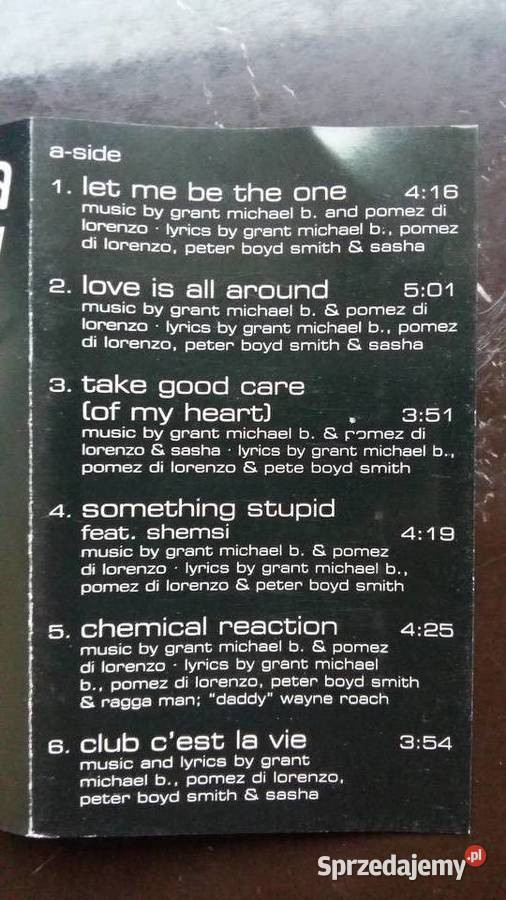 a-side
1. let me be the one 4:16
music by grant michael b. and pomez di
lorenzo · lyrics by grant michael b., pomez
di lorenzo, peter boyd smith & sasha
2. love is all around 5:01
music by grant michael b. & pomez di
lorenzo · lyrics by grant michael b., pomez
di lorenzo, peter boyd smith & sasha
3. take good care
(of my heart) 3:51
music by grant michael b. & pomez di
lorenzo & sasha · lyrics by grant michael b.,
pomez di lorenzo & pete boyd smith
4. something stupid
feat. shemsi 4:19
music by grant michael b. & pomez
di lorenzo · lyrics by grant michael b.,
pomez di lorenzo & peter boyd smith
5. chemical reaction 4:25
music by grant michael b. & pomez
di lorenzo · lyrics by grant michael
b., pomez di lorenzo, peter boyd smith
& ragga man; "daddy" wayne roach
6. club c'est la vie 3:54
music and lyrics by grant
michael b., pomez di lorenzo,
peter boyd smith & sasha
Sprzedajemy.pl